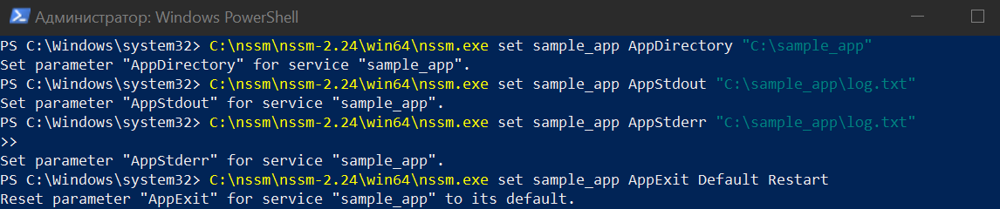 Администратор: Windows PowerShell
PS C:\Windows\system32> C:\nssm\nssm-2.24\win64\nssm.exe set sample_app AppDirectory "C:\sample_app"
Set parameter "AppDirectory" for service "sample_app".
PS C:\Windows\system32> C:\nssm\nssm-2.24\win64\nssm.exe set sample_app AppStdout "C:\sample_app\log.txt"
Set parameter "AppStdout" for service "sample_app".
PS C:\Windows\system32> C:\nssm\nssm-2.24\win64\nssm.exe set sample_app AppStderr "C:\sample_app\log.txt"
>>
Set parameter "AppStderr" for service "sample_app".
PS C:\Windows\system32> C:\nssm\nssm-2.24\win64\nssm.exe set sample_app AppExit Default Restart
Reset parameter "AppExit" for service "sample_app" to its default.